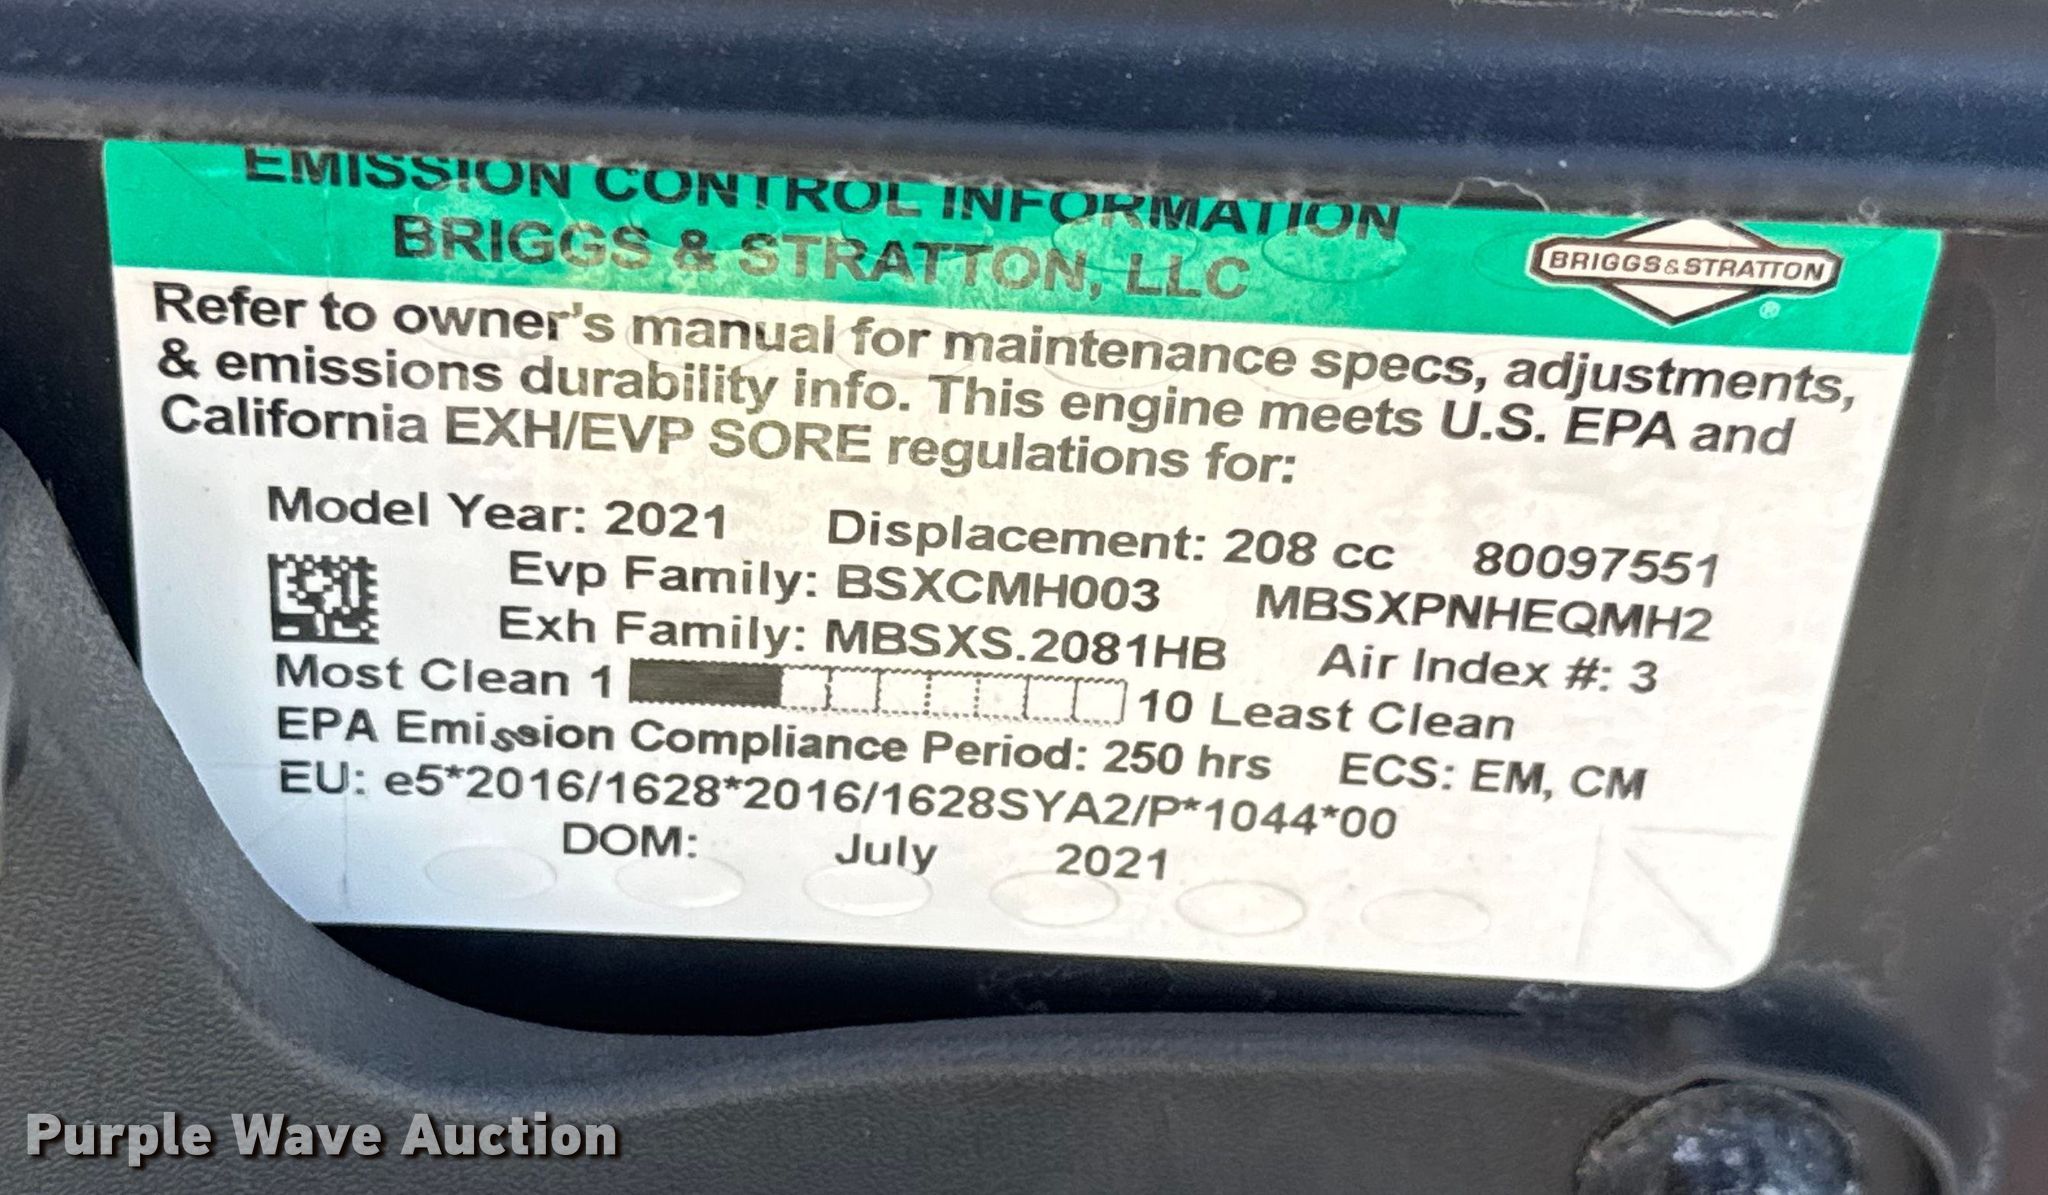 EMISSION CONTROL INFORMATION
BRIGGS & STRATTON, LLC
BRIGGS&STRATTON
®
Refer to owner's manual for maintenance specs, adjustments,
& emissions durability info. This engine meets U.S. EPA and
California EXH/EVP SORE regulations for:
Model Year: 2021 Displacement: 208 cc 80097551
Evp Family: BSXCMH003 MBSXPNHEQMH2
Exh Family: MBSXS.2081HB Air Index #: 3
Most Clean 1 10 Least Clean
EPA Emission Compliance Period: 250 hrs ECS: EM, CM
EU: e5*2016/1628*2016/1628SYA2/P*1044*00
DOM: July 2021
Purple Wave Auction